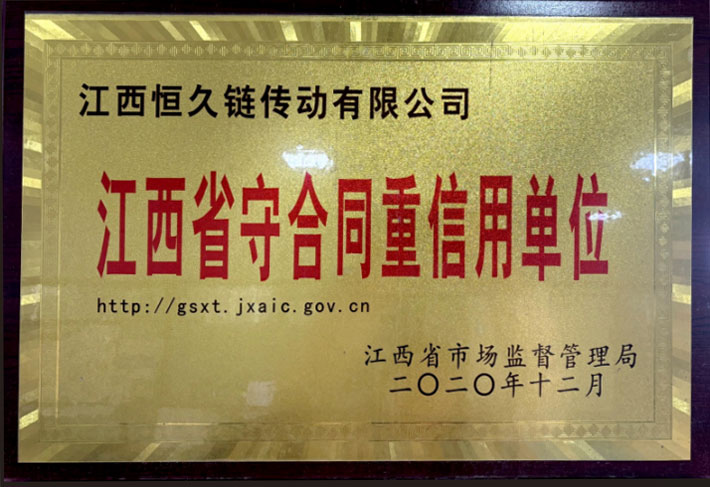 江西恒久链传动有限公司
江西省守合同重信用单位
http://gsxt.jxaic.gov.cn
江西省市场监督管理局
二〇二〇年十二月